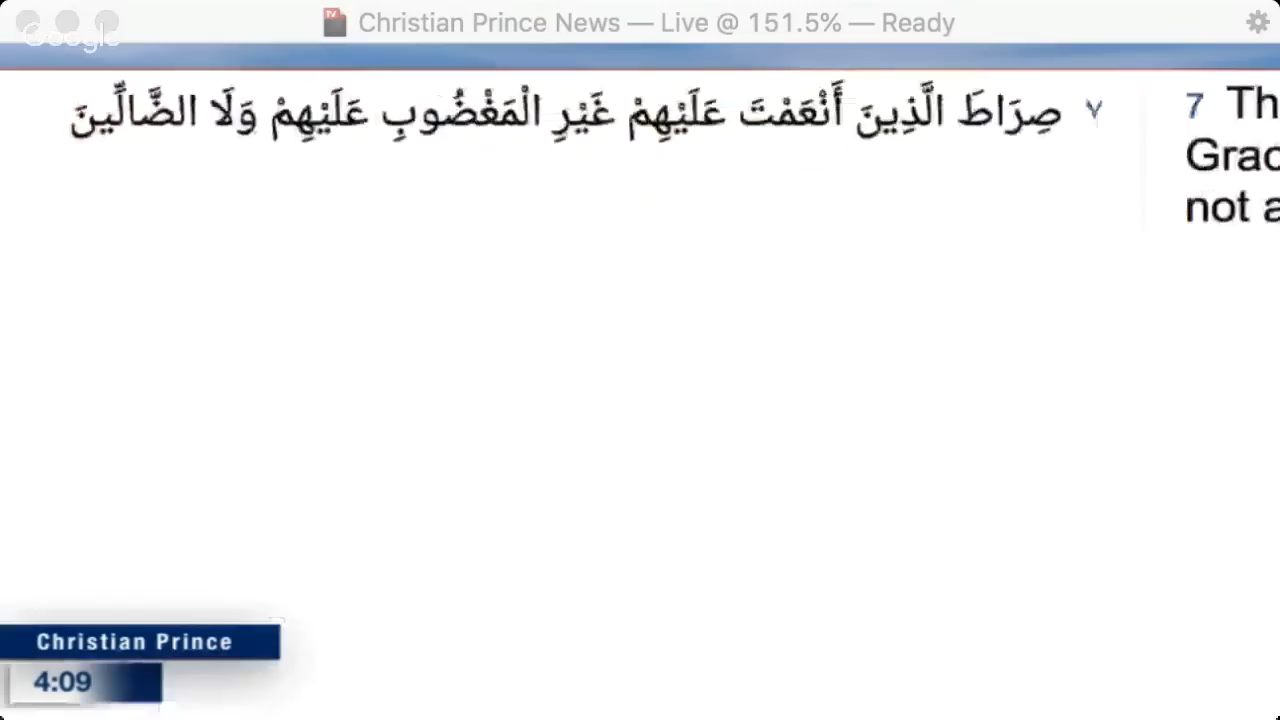 Google
Christian Prince News — Live @ 151.5% — Ready
٧ صِرَاطَ الَّذِينَ أَنْعَمْتَ عَلَيْهِمْ غَيْرِ الْمَغْضُوبِ عَلَيْهِمْ وَلَا الضَّالِّينَ
7 Th
Grac
not a
Christian Prince
4:09